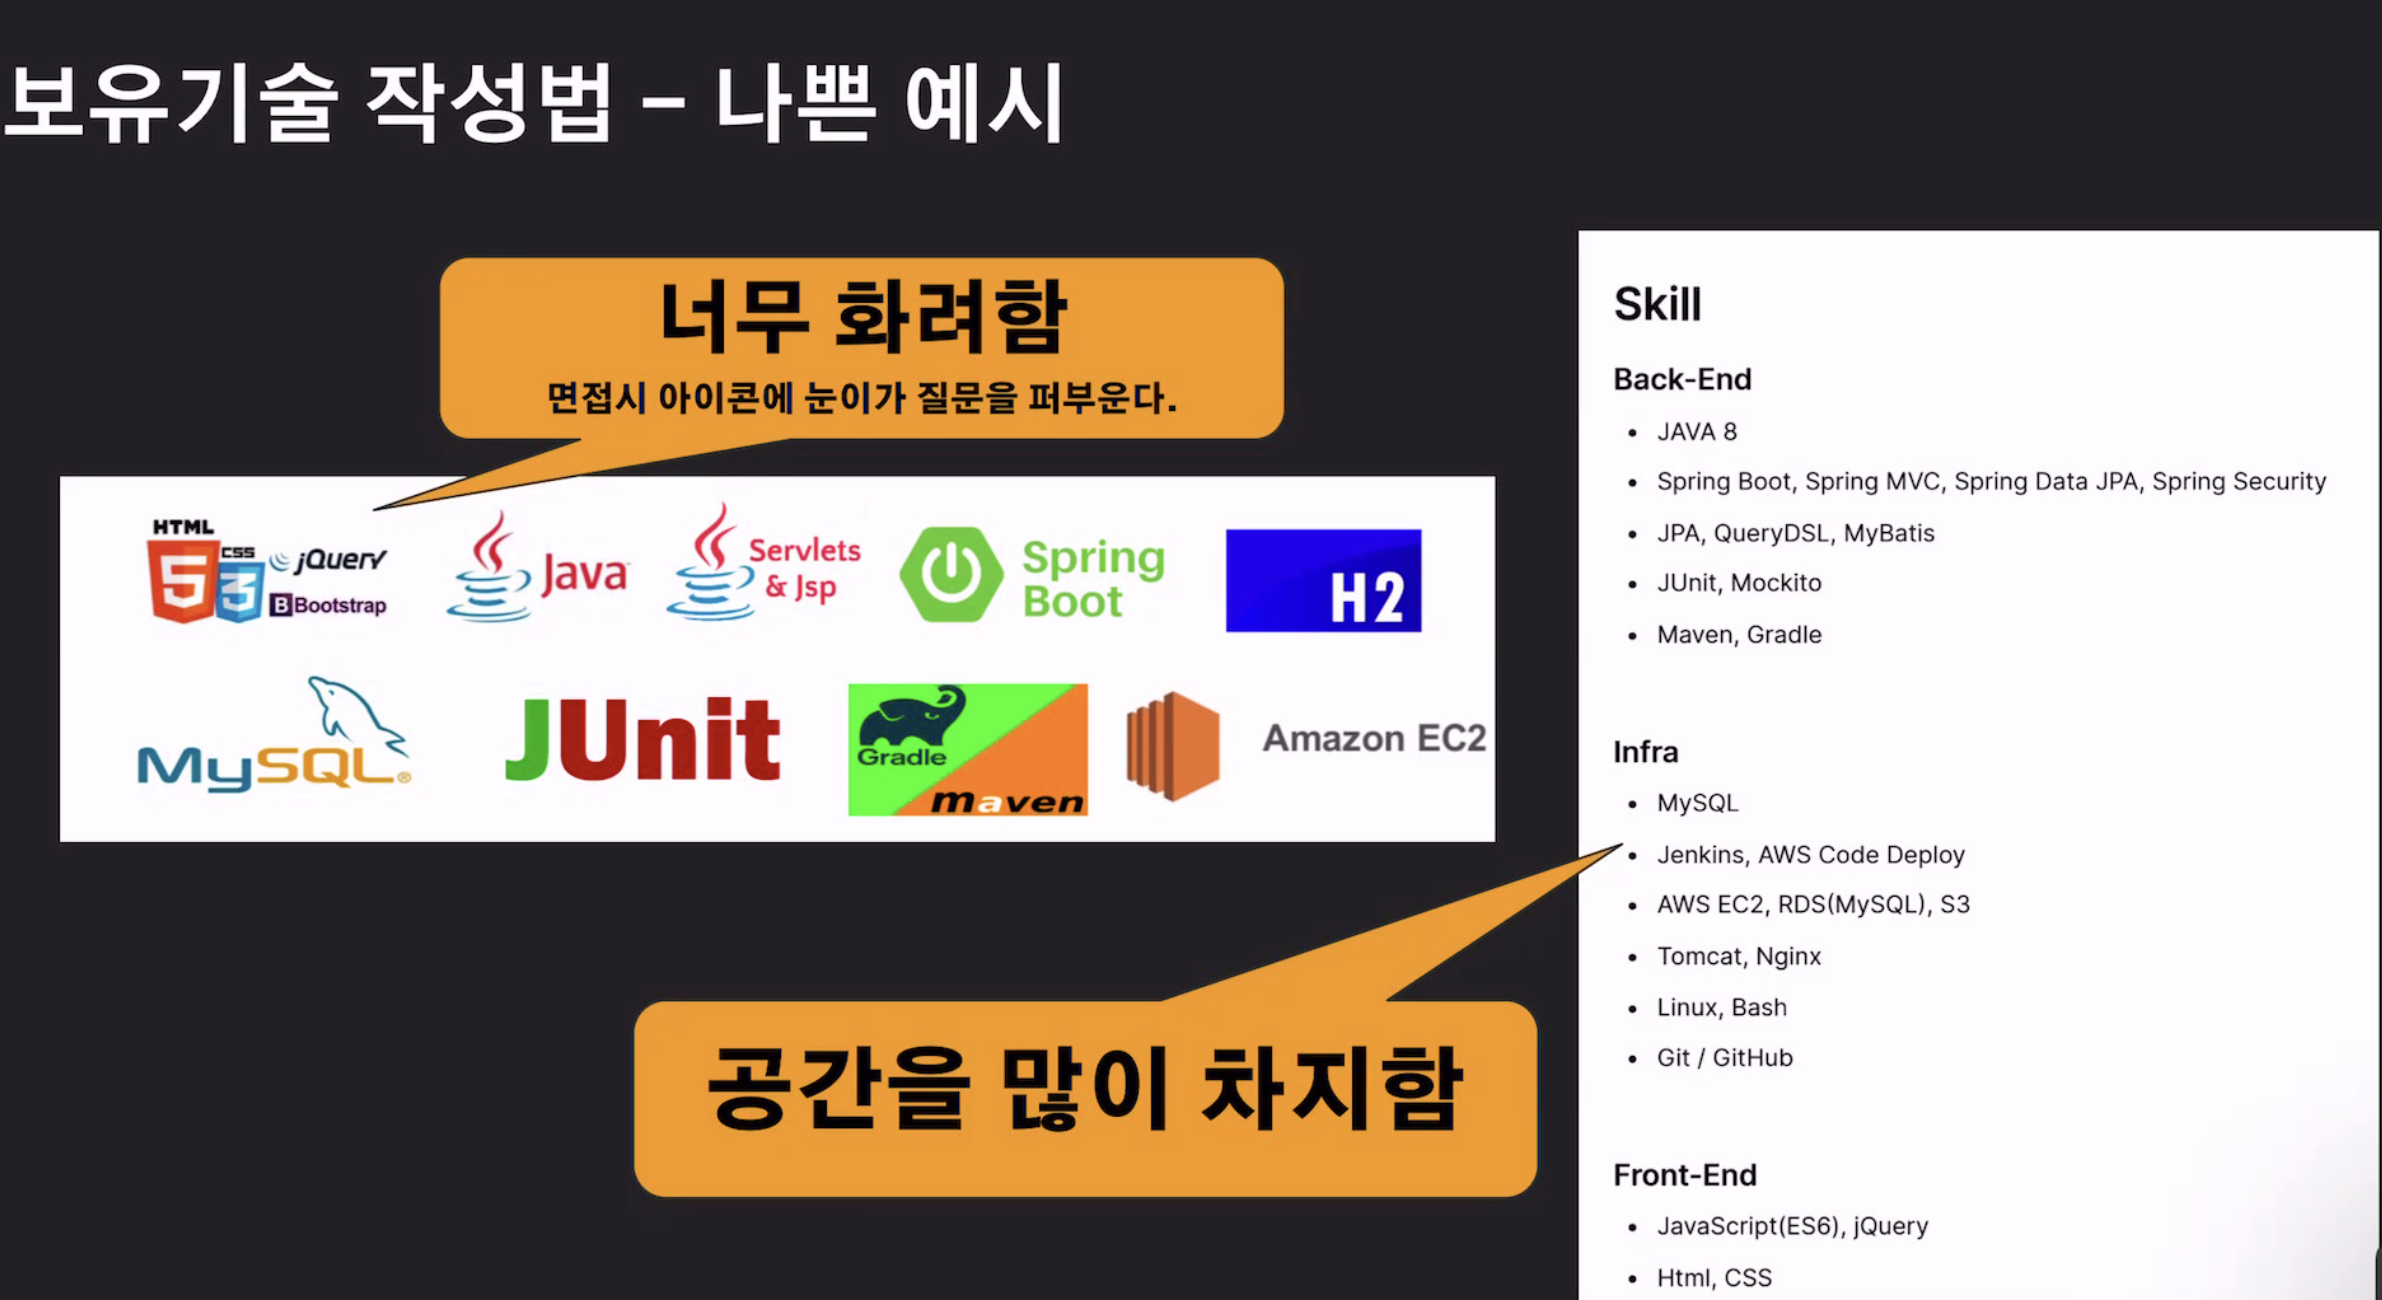 보유기술 작성법 - 나쁜 예시
너무 화려함
면접시 아이콘에 눈이가 질문을 퍼부운다.
HTML
5
CSS
3
jQuery
B Bootstrap
Java
Servlets
& Jsp
Spring
Boot
H2
MySQL®
JUnit
Gradle
maven
Amazon EC2
공간을 많이 차지함
Skill
Back-End
• JAVA 8
• Spring Boot, Spring MVC, Spring Data JPA, Spring Security
• JPA, QueryDSL, MyBatis
• JUnit, Mockito
• Maven, Gradle
Infra
• MySQL
• Jenkins, AWS Code Deploy
• AWS EC2, RDS(MySQL), S3
• Tomcat, Nginx
• Linux, Bash
• Git / GitHub
Front-End
• JavaScript(ES6), jQuery
• Html, CSS